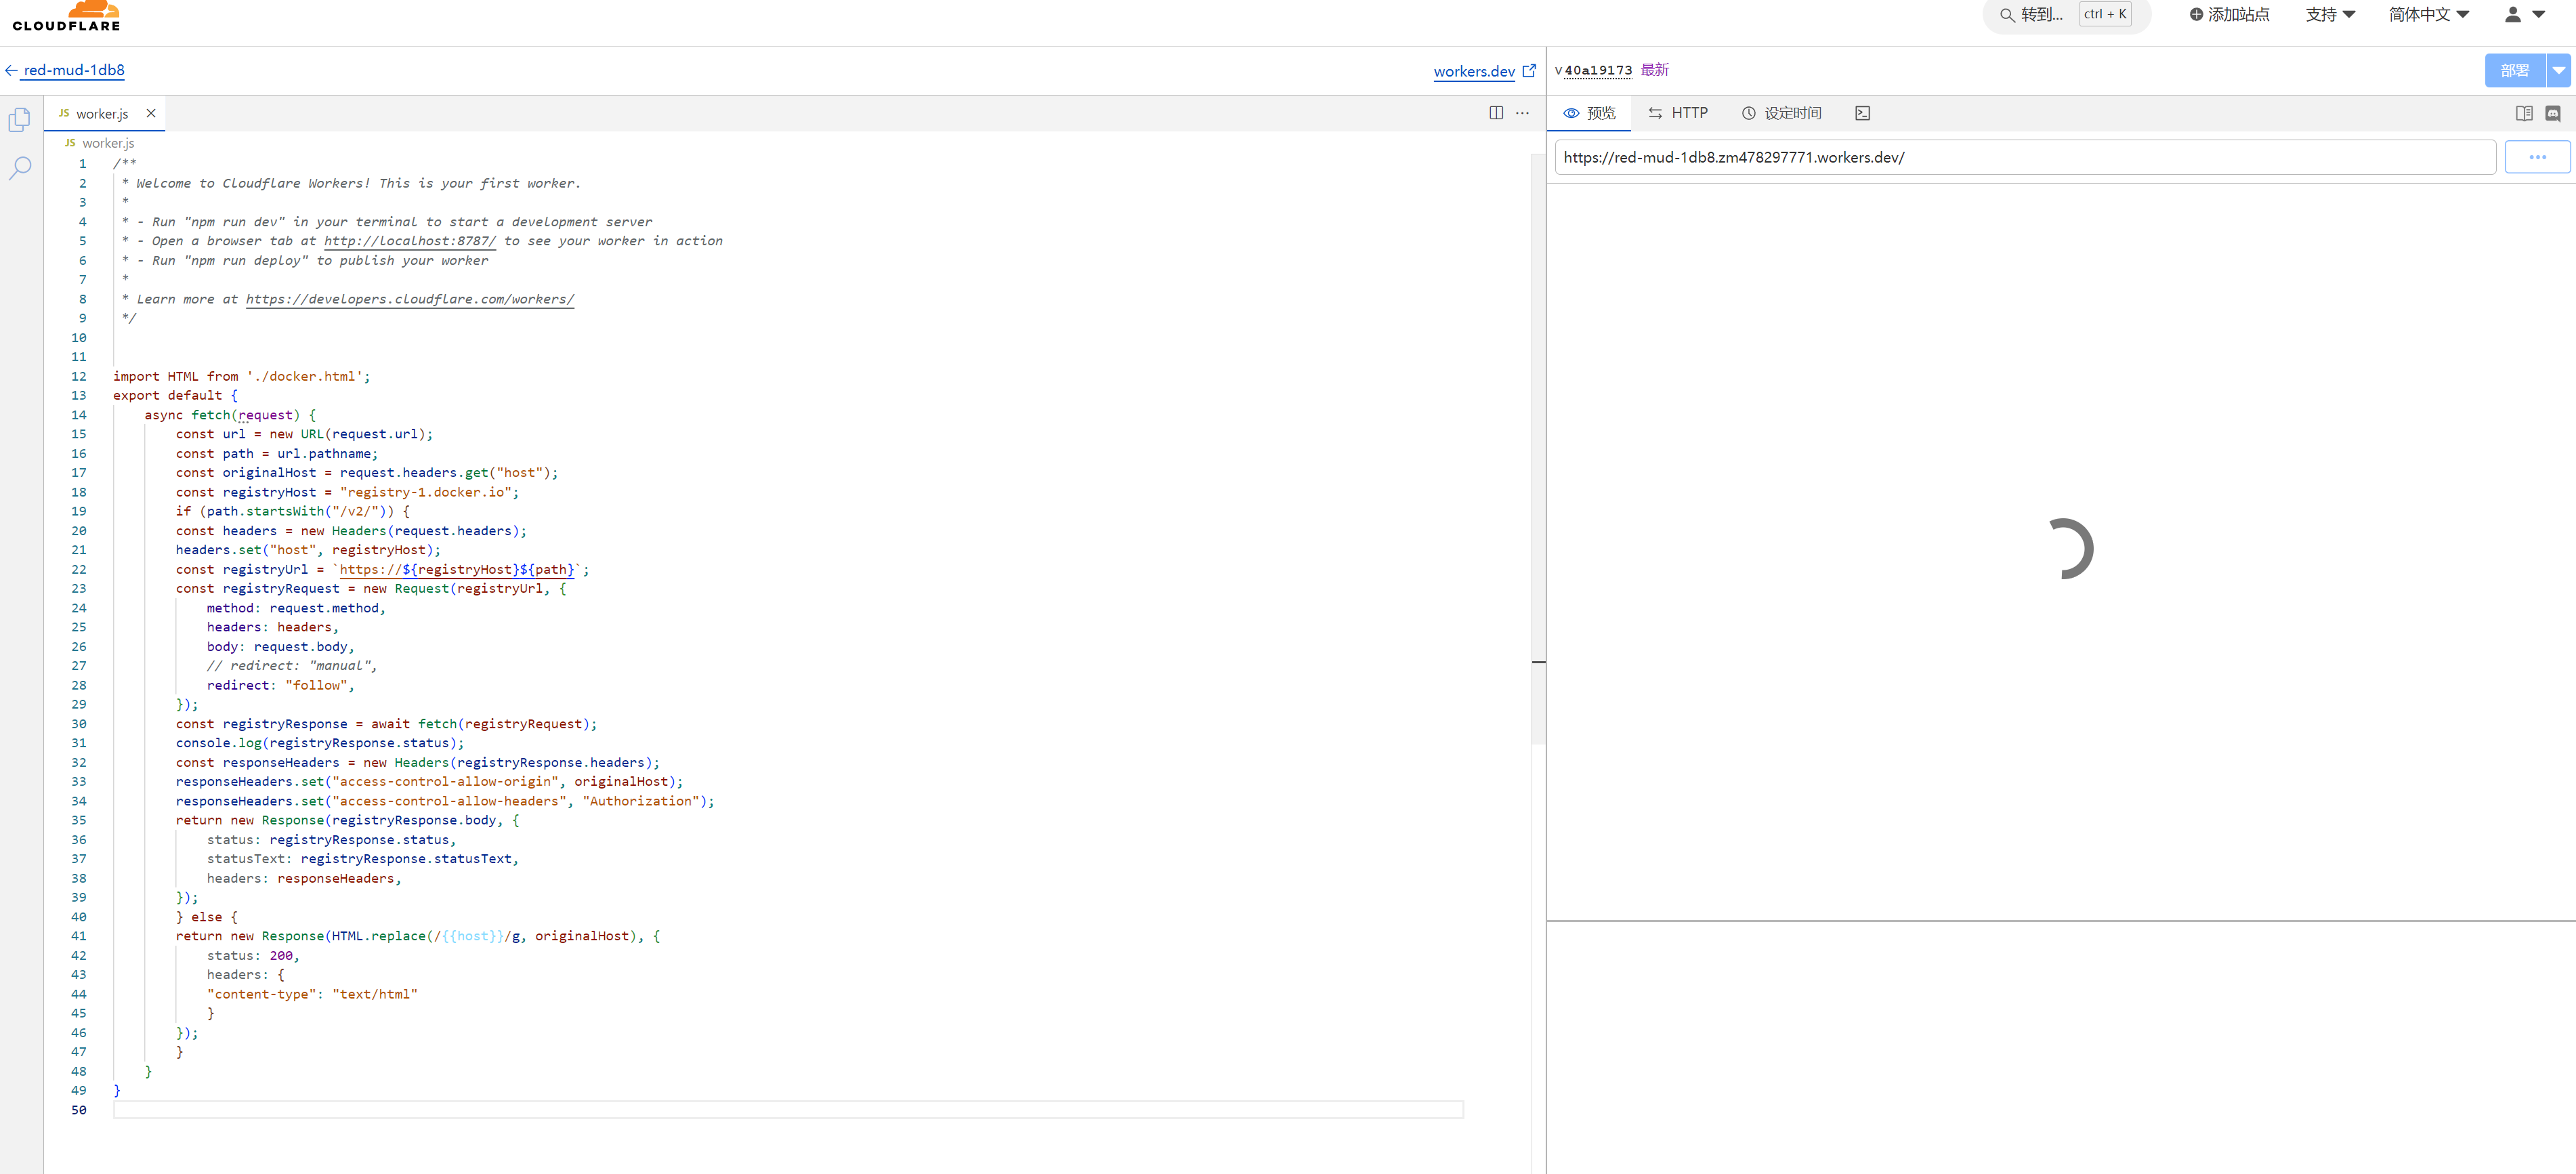 CLOUDFLARE
转到... ctrl + K 添加站点 支持 简体中文
red-mud-1db8 workers.dev v 40a19173 最新 部署
JS worker.js
预览 HTTP 设定时间
JS worker.js
https://red-mud-1db8.zm478297771.workers.dev/
1 /**
2 * Welcome to Cloudflare Workers! This is your first worker.
3 *
4 * - Run "npm run dev" in your terminal to start a development server
5 * - Open a browser tab at http://localhost:8787/ to see your worker in action
6 * - Run "npm run deploy" to publish your worker
7 *
8 * Learn more at https://developers.cloudflare.com/workers/
9 */
10
11
12 import HTML from './docker.html';
13 export default {
14 async fetch(request) {
15 const url = new URL(request.url);
16 const path = url.pathname;
17 const originalHost = request.headers.get("host");
18 const registryHost = "registry-1.docker.io";
19 if (path.startsWith("/v2/")) {
20 const headers = new Headers(request.headers);
21 headers.set("host", registryHost);
22 const registryUrl = `https://${registryHost}${path}`;
23 const registryRequest = new Request(registryUrl, {
24 method: request.method,
25 headers: headers,
26 body: request.body,
27 // redirect: "manual",
28 redirect: "follow",
29 });
30 const registryResponse = await fetch(registryRequest);
31 console.log(registryResponse.status);
32 const responseHeaders = new Headers(registryResponse.headers);
33 responseHeaders.set("access-control-allow-origin", originalHost);
34 responseHeaders.set("access-control-allow-headers", "Authorization");
35 return new Response(registryResponse.body, {
36 status: registryResponse.status,
37 statusText: registryResponse.statusText,
38 headers: responseHeaders,
39 });
40 } else {
41 return new Response(HTML.replace(/{{host}}/g, originalHost), {
42 status: 200,
43 headers: {
44 "content-type": "text/html"
45 }
46 });
47 }
48 }
49 }
50